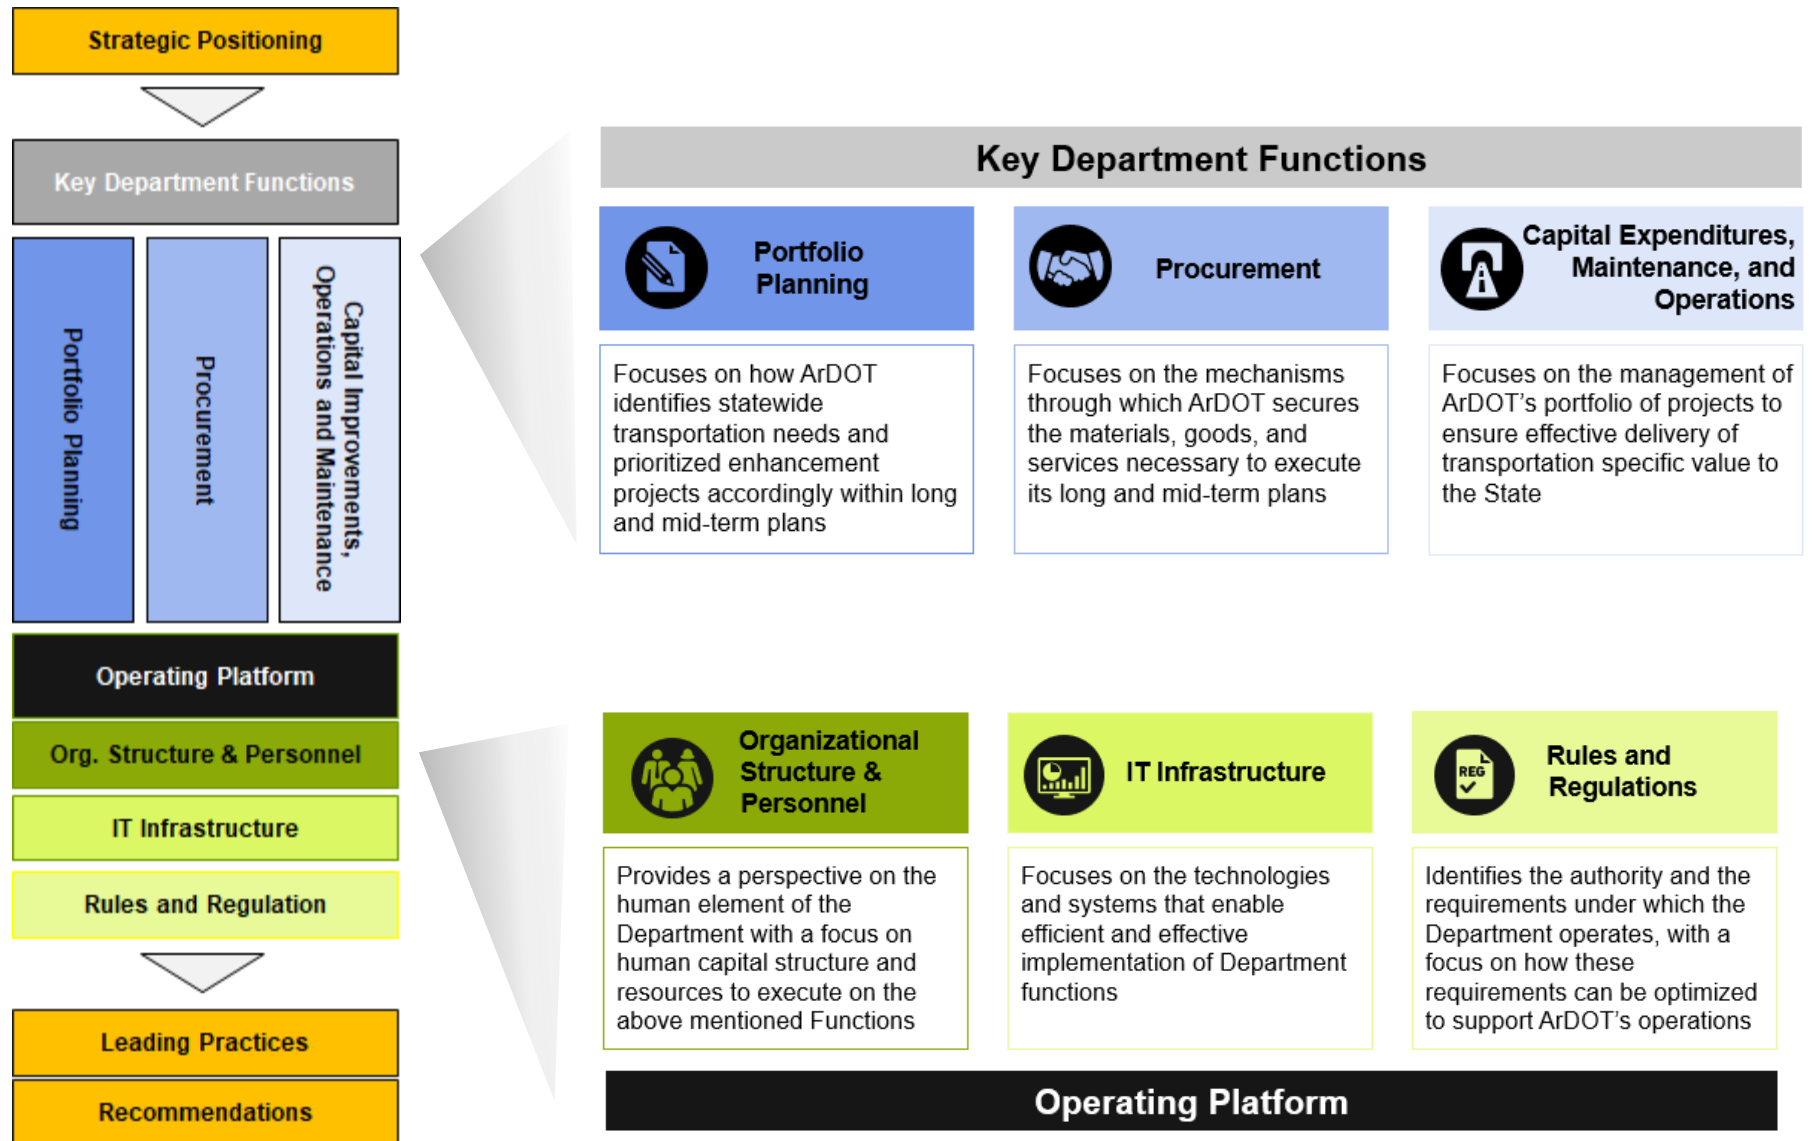 Strategic Positioning
Key Department Functions
Portfolio Planning
Procurement
Capital Improvements,
Operations and Maintenance
Operating Platform
Org. Structure & Personnel
IT Infrastructure
Rules and Regulation
Leading Practices
Recommendations
Key Department Functions
Portfolio
Planning
Focuses on how ArDOT
identifies statewide
transportation needs and
prioritized enhancement
projects accordingly within long
and mid-term plans
Procurement
Focuses on the mechanisms
through which ArDOT secures
the materials, goods, and
services necessary to execute
its long and mid-term plans
Capital Expenditures,
Maintenance, and
Operations
Focuses on the management of
ArDOT’s portfolio of projects to
ensure effective delivery of
transportation specific value to
the State
Organizational
Structure &
Personnel
Provides a perspective on the
human element of the
Department with a focus on
human capital structure and
resources to execute on the
above mentioned Functions
IT Infrastructure
Focuses on the technologies
and systems that enable
efficient and effective
implementation of Department
functions
REG
Rules and
Regulations
Identifies the authority and the
requirements under which the
Department operates, with a
focus on how these
requirements can be optimized
to support ArDOT’s operations
Operating Platform